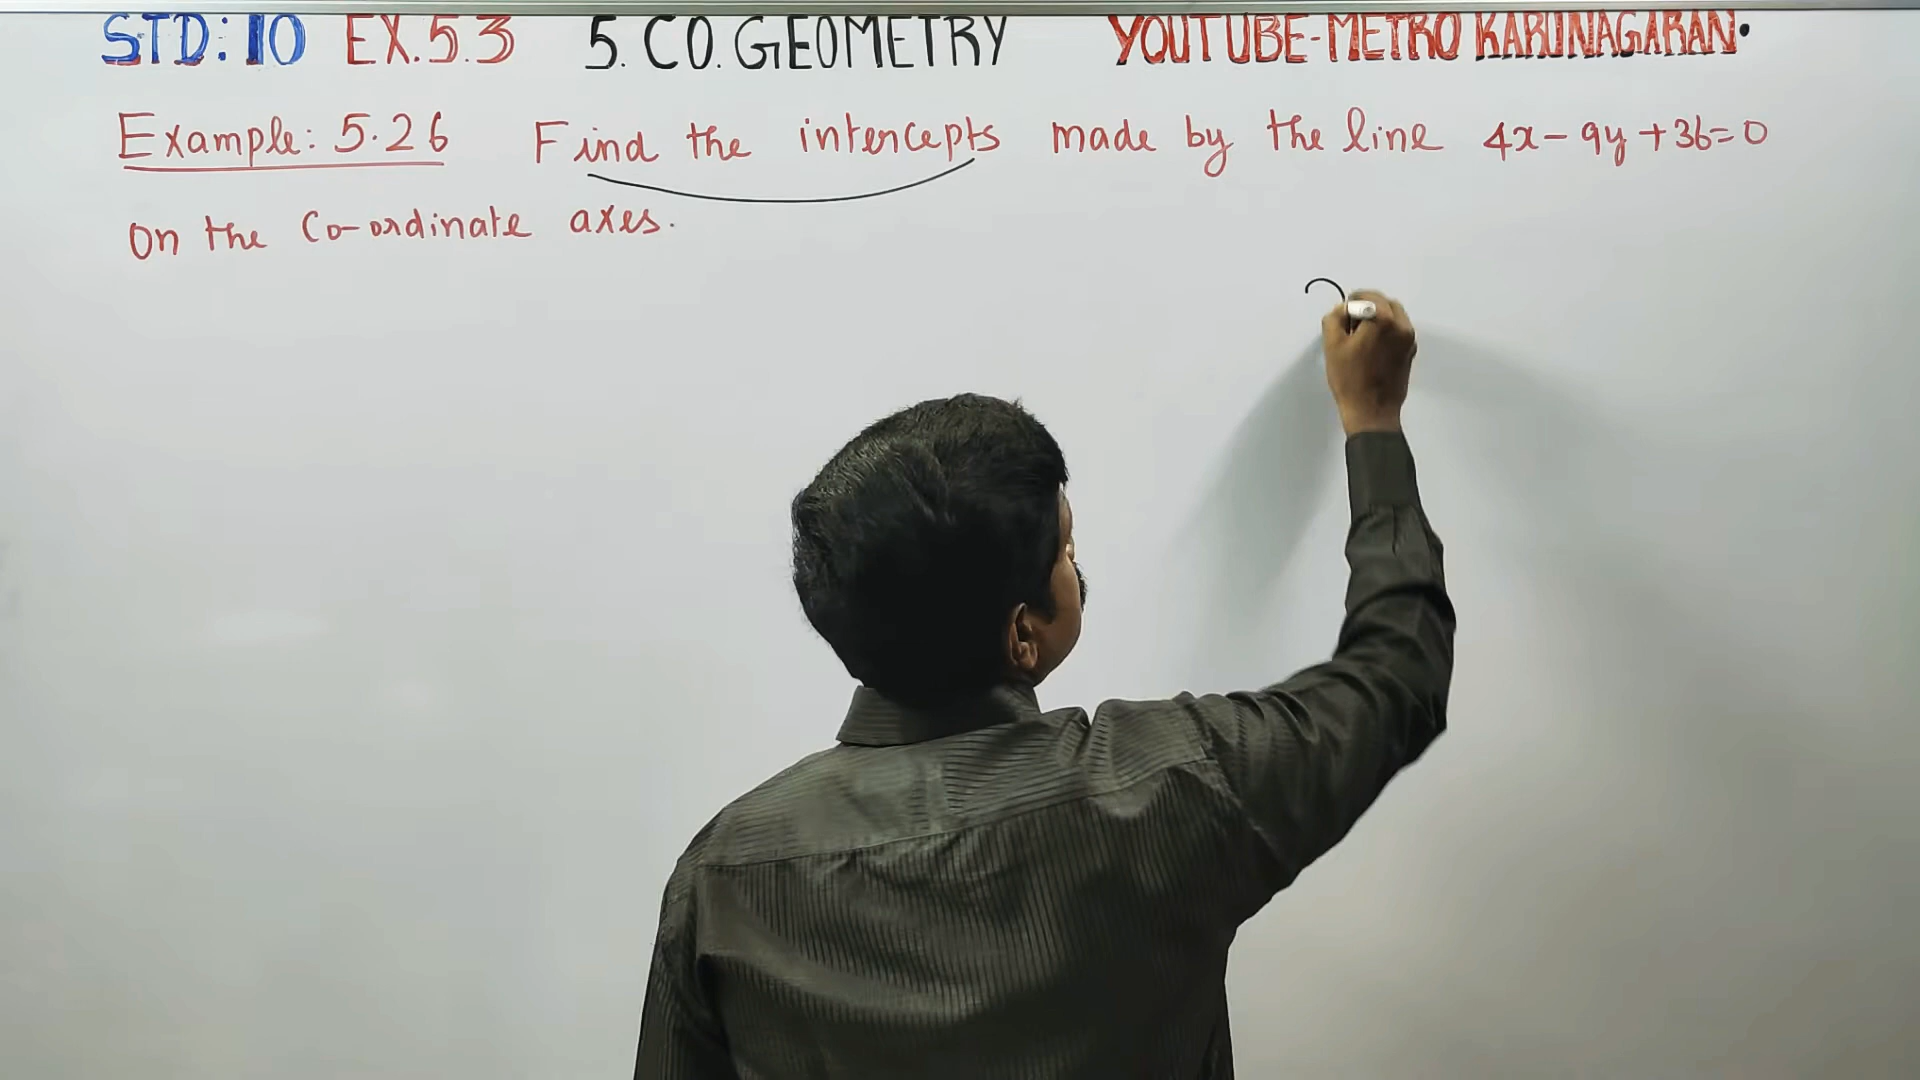 STD: 10 EX.5.3 5. CO. GEOMETRY YOUTUBE-METRO KARUNAGARAN.
Example: 5.26 Find the intercepts made by the line 4x-9y+36=0
on the Co-ordinate axes.